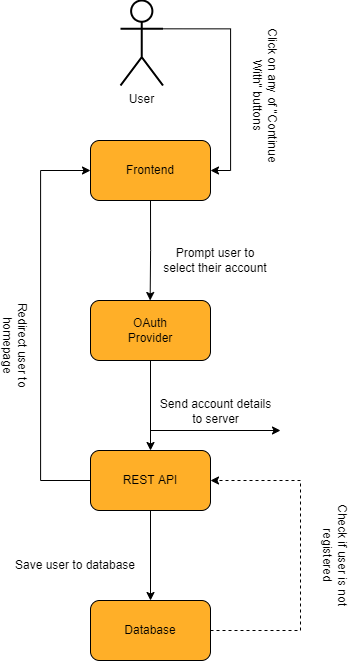 User
Click on any of "Continue
With" buttons
Frontend
Prompt user to
select their account
OAuth
Provider
Redirect user to
homepage
Send account details
to server
REST API
Check if user is not
registered
Save user to database
Database